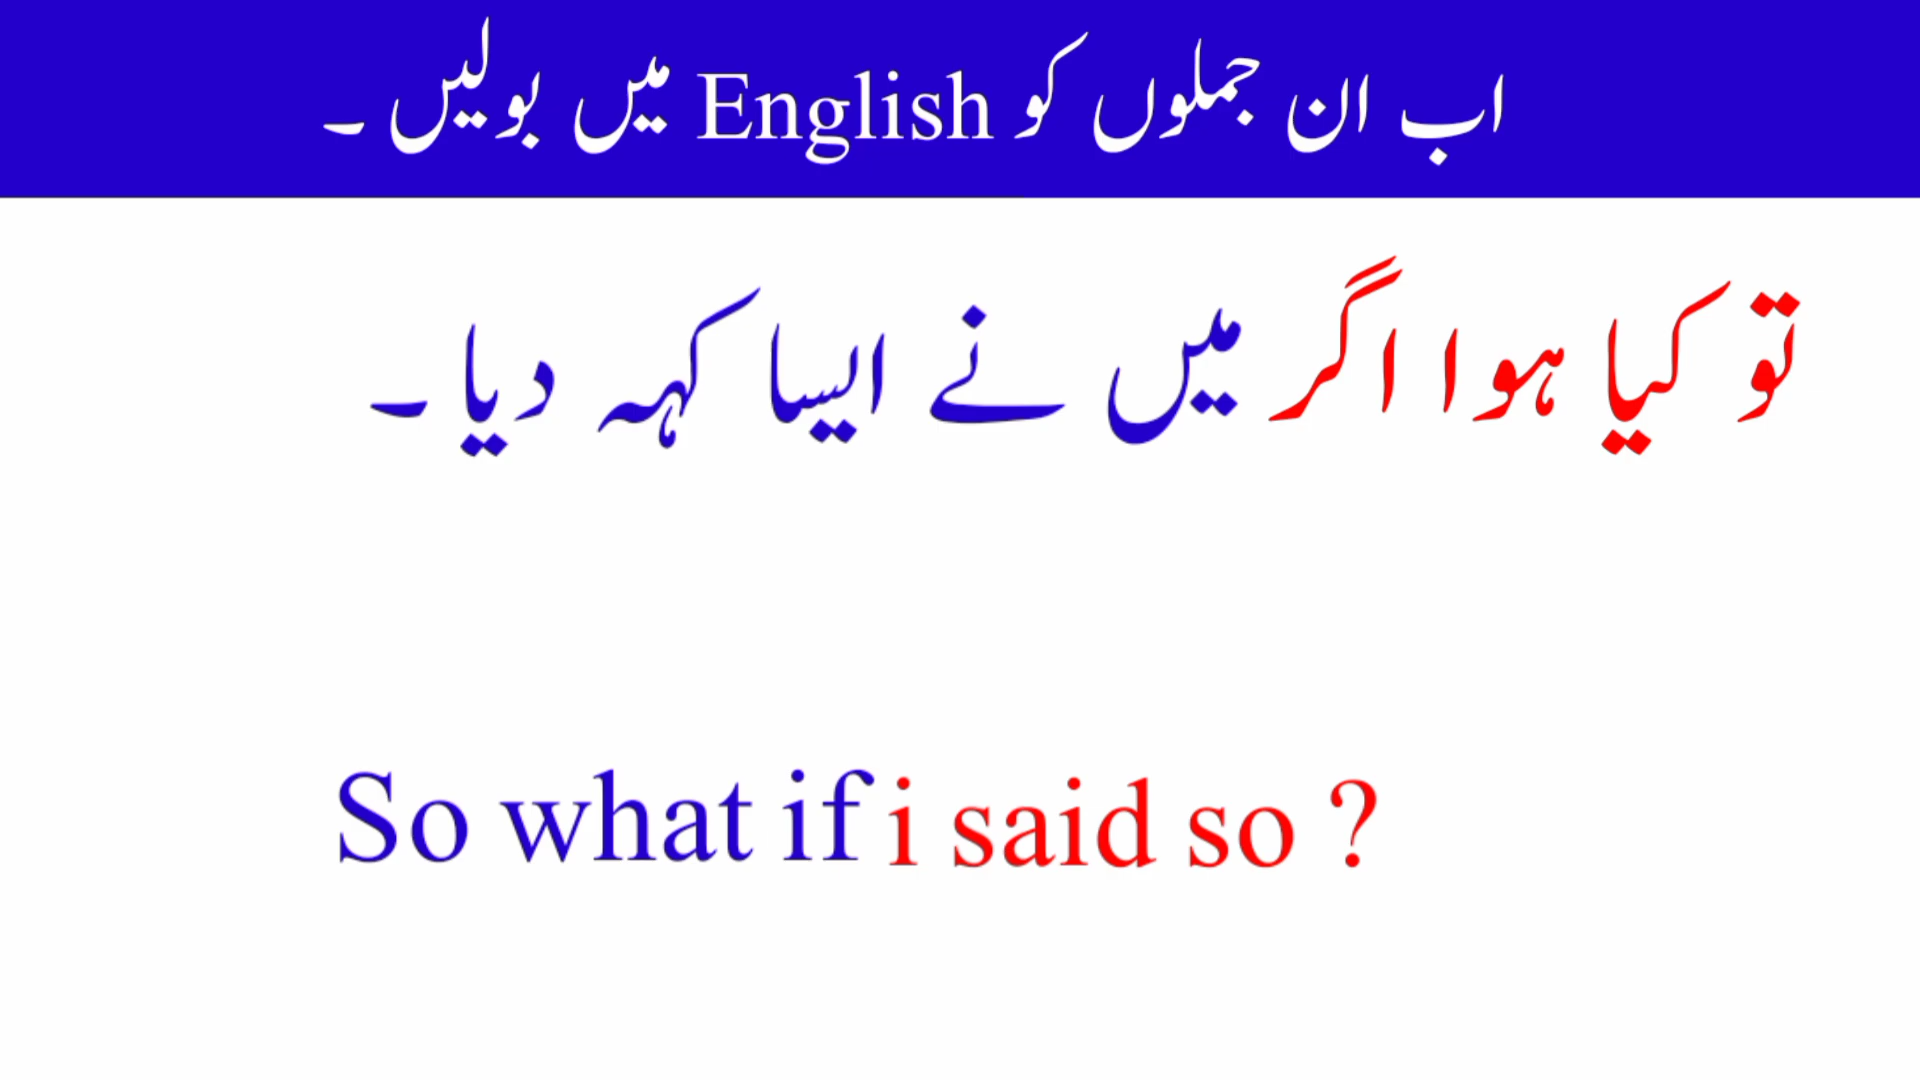 اب ان جملوں کو English میں بولیں ۔
تو کیا ہوا اگر میں نے ایسا کہہ دیا ۔
So what if i said so ?